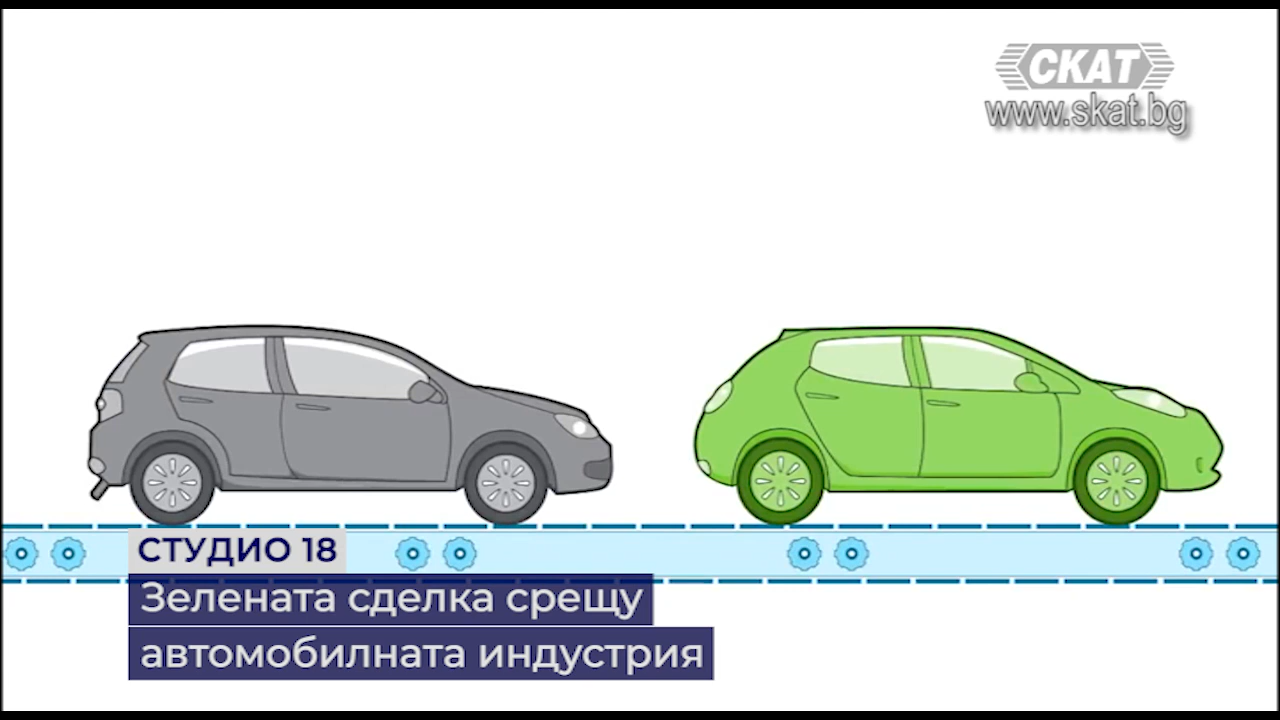 СКАТ
www.skat.bg
СТУДИО 18
Зелената сделка срещу
автомобилната индустрия